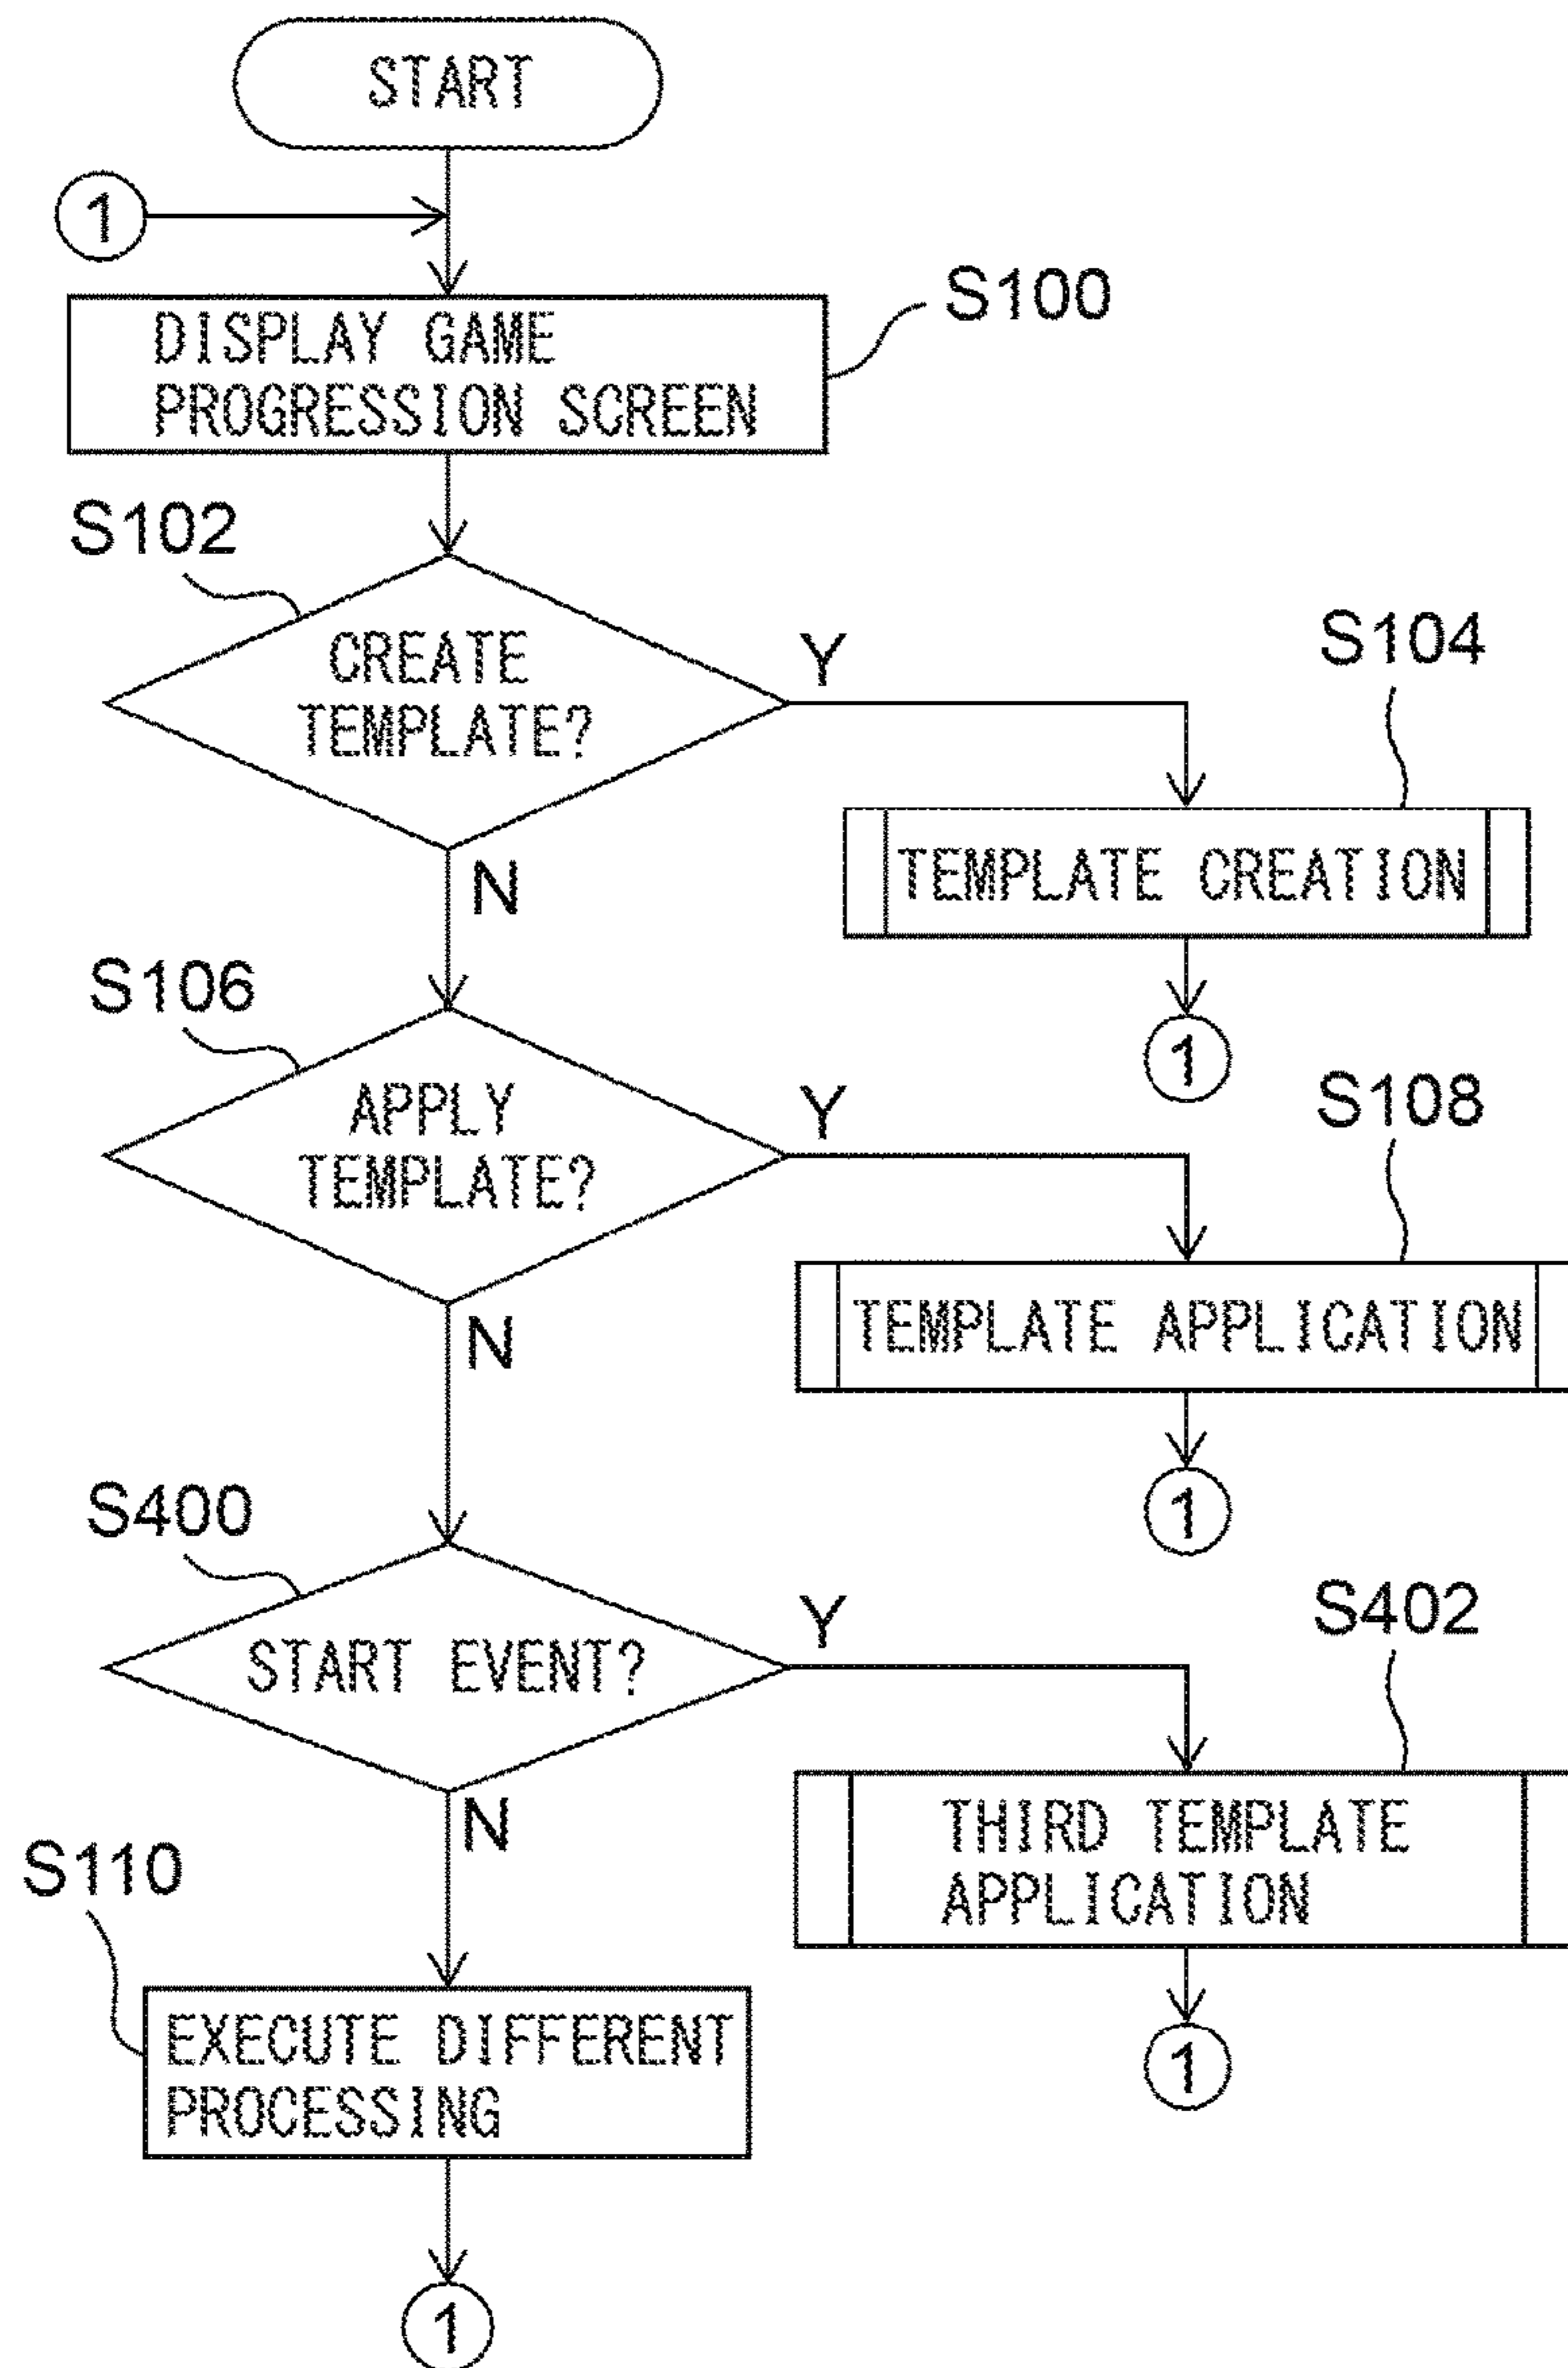 START
1
S100
DISPLAY GAME
PROGRESSION SCREEN
S102
CREATE
TEMPLATE?
Y
S104
TEMPLATE CREATION
1
N
S106
APPLY
TEMPLATE?
Y
S108
TEMPLATE APPLICATION
1
N
S400
START EVENT?
Y
S402
THIRD TEMPLATE
APPLICATION
1
N
S110
EXECUTE DIFFERENT
PROCESSING
1